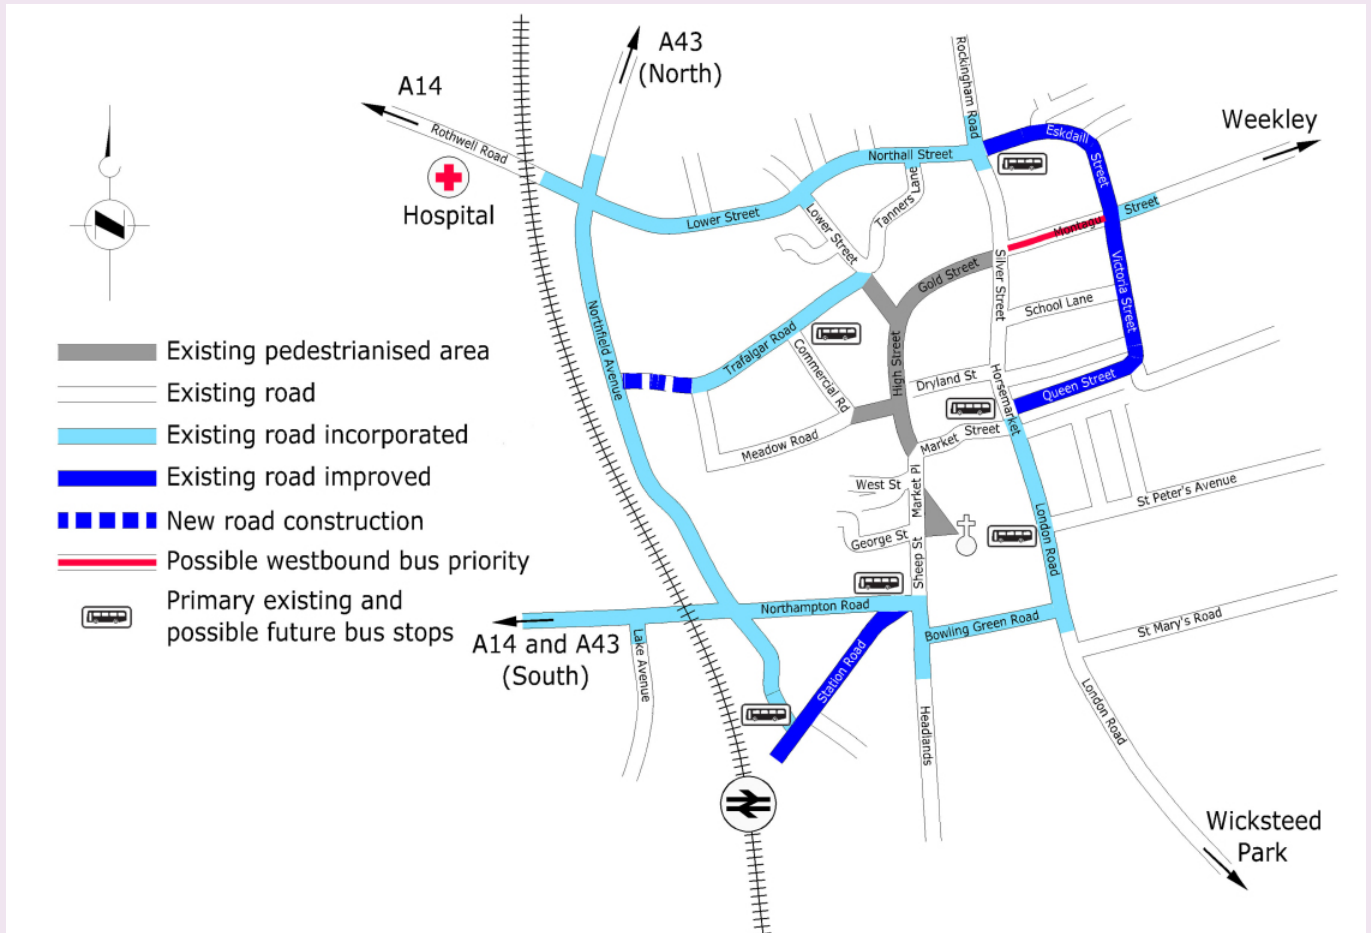 A43
(North)
A14
Rothwell Road
Hospital
Rockingham Road
Weekley
Eskdaill
Street
Northall Street
Tanners Lane
Lower Street
Lower Street
Montagu
Street
Gold Street
Silver Street
Victoria Street
School Lane
Northfield Avenue
Trafalgar Road
Commercial Rd
High Street
Dryland St
Horsemarket
Queen Street
Meadow Road
Market Street
West St
Market Pl
George St
Sheep St
St Peter's Avenue
London Road
Northampton Road
Bowling Green Road
St Mary's Road
A14 and A43
(South)
Lake Avenue
Station Road
Headlands
London Road
Wicksteed
Park
Existing pedestrianised area
Existing road
Existing road incorporated
Existing road improved
New road construction
Possible westbound bus priority
Primary existing and
possible future bus stops